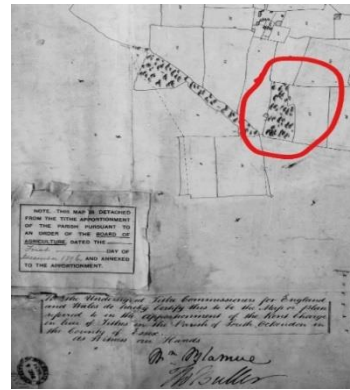 NOTE. THIS MAP IS DETACHED
FROM THE TITHE APPORTIONMENT
OF THE PARISH PURSUANT TO
AN ORDER OF THE BOARD OF
AGRICULTURE, DATED THE
DAY OF
AND ANNEXED
TO THE APPORTIONMENT.
We the Undersigned Tithe Commissioners for England
and Wales do hereby Certify this to be the Map or plan
referred to in the Apportionment of the Rent Charge
in lieu of Tithes in the Parish of South Ockendon in
the County of Essex
As Witness our Hands
Wm Blamire
Buller